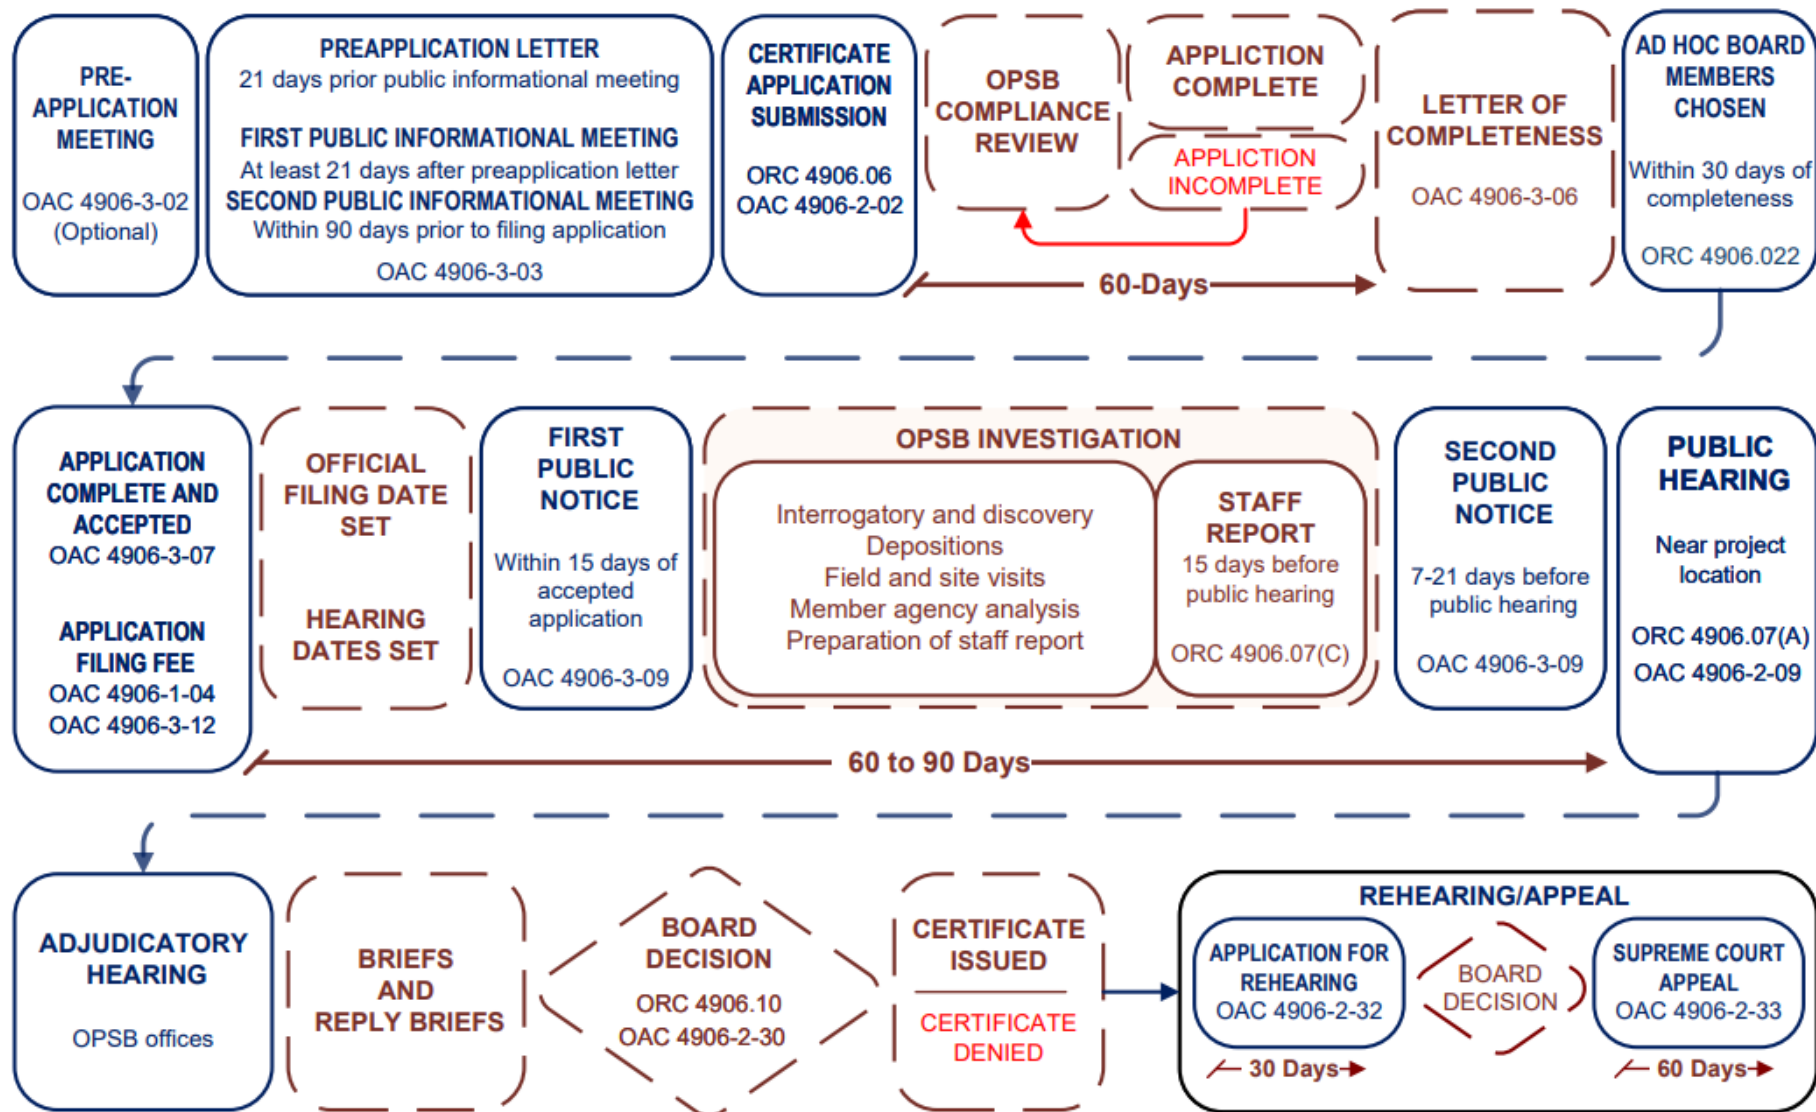 PRE-
APPLICATION
MEETING
OAC 4906-3-02
(Optional)
PREAPPLICATION LETTER
21 days prior public informational meeting
FIRST PUBLIC INFORMATIONAL MEETING
At least 21 days after preapplication letter
SECOND PUBLIC INFORMATIONAL MEETING
Within 90 days prior to filing application
OAC 4906-3-03
CERTIFICATE
APPLICATION
SUBMISSION
ORC 4906.06
OAC 4906-2-02
OPSB
COMPLIANCE
REVIEW
APPLICTION
COMPLETE
APPLICTION
INCOMPLETE
60-Days
LETTER OF
COMPLETENESS
OAC 4906-3-06
AD HOC BOARD
MEMBERS
CHOSEN
Within 30 days of
completeness
ORC 4906.022
APPLICATION
COMPLETE AND
ACCEPTED
OAC 4906-3-07
APPLICATION
FILING FEE
OAC 4906-1-04
OAC 4906-3-12
OFFICIAL
FILING DATE
SET
HEARING
DATES SET
FIRST
PUBLIC
NOTICE
Within 15 days of
accepted
application
OAC 4906-3-09
OPSB INVESTIGATION
Interrogatory and discovery
Depositions
Field and site visits
Member agency analysis
Preparation of staff report
STAFF
REPORT
15 days before
public hearing
ORC 4906.07(C)
SECOND
PUBLIC
NOTICE
7-21 days before
public hearing
OAC 4906-3-09
PUBLIC
HEARING
Near project
location
ORC 4906.07(A)
OAC 4906-2-09
60 to 90 Days
ADJUDICATORY
HEARING
OPSB offices
BRIEFS
AND
REPLY BRIEFS
BOARD
DECISION
ORC 4906.10
OAC 4906-2-30
CERTIFICATE
ISSUED
CERTIFICATE
DENIED
REHEARING/APPEAL
APPLICATION FOR
REHEARING
OAC 4906-2-32
30 Days
BOARD
DECISION
SUPREME COURT
APPEAL
OAC 4906-2-33
60 Days